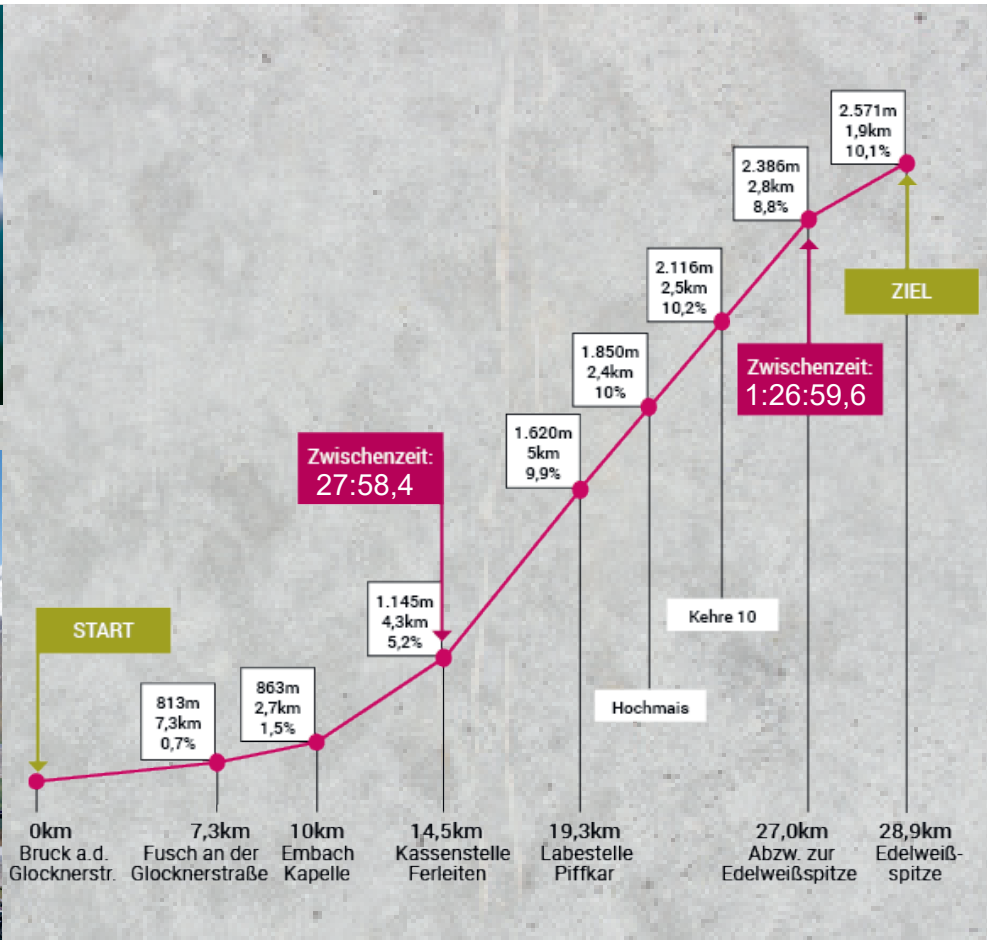 2.571m
1,9km
10,1%
2.386m
2,8km
8,8%
2.116m
2,5km
10,2%
ZIEL
1.850m
2,4km
10%
Zwischenzeit:
1:26:59,6
1.620m
5km
9,9%
Zwischenzeit:
27:58,4
1.145m
4,3km
5,2%
START
Kehre 10
813m
7,3km
0,7%
863m
2,7km
1,5%
Hochmais
0km
Bruck a.d.
Glocknerstr.
7,3km
Fusch an der
Glocknerstraße
10km
Embach
Kapelle
14,5km
Kassenstelle
Ferleiten
19,3km
Labestelle
Piffkar
27,0km
Abzw. zur
Edelweißspitze
28,9km
Edelweiß-
spitze